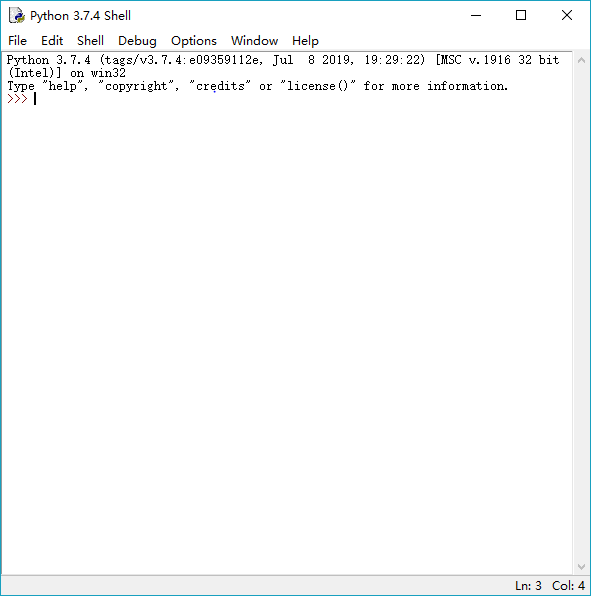 Python 3.7.4 Shell
File Edit Shell Debug Options Window Help
Python 3.7.4 (tags/v3.7.4:e09359112e, Jul  8 2019, 19:29:22) [MSC v.1916 32 bit
(Intel)] on win32
Type "help", "copyright", "credits" or "license()" for more information.
>>>
Ln: 3 Col: 4